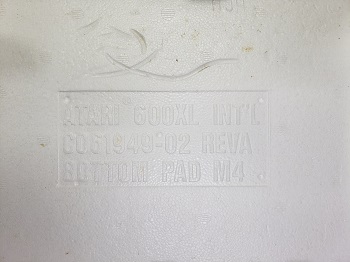 ATARI 600XL INT'L
C061949-02 REVA
BOTTOM PAD M4